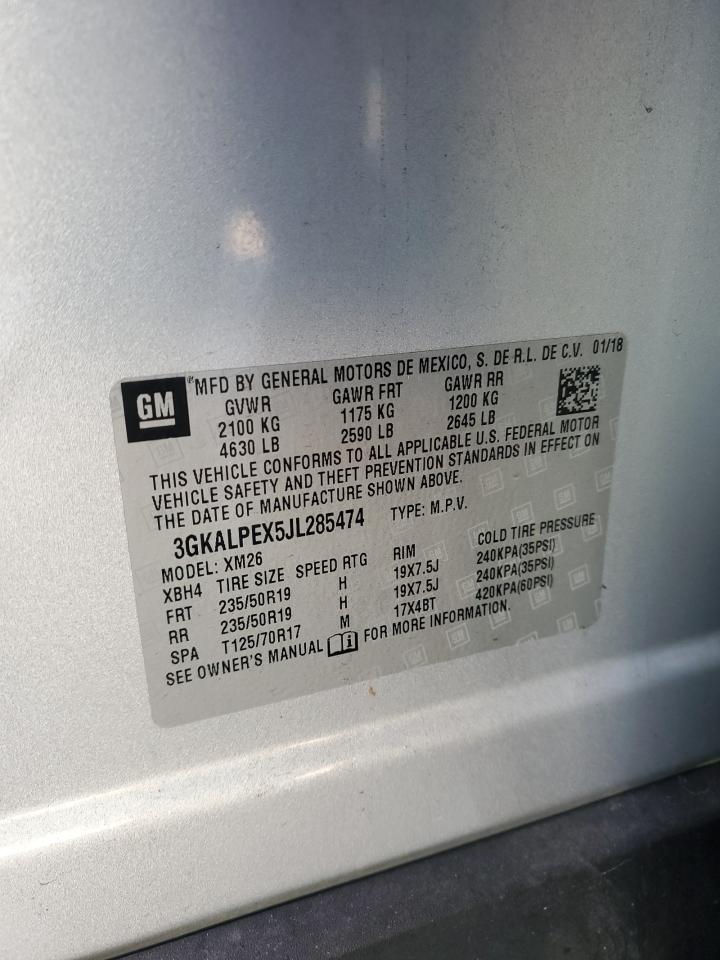 GM ® MFD BY GENERAL MOTORS DE MEXICO, S. DE R.L. DE C.V. 01/18
GVWR GAWR FRT GAWR RR
2100 KG 1175 KG 1200 KG
4630 LB 2590 LB 2645 LB
THIS VEHICLE CONFORMS TO ALL APPLICABLE U.S. FEDERAL MOTOR
VEHICLE SAFETY AND THEFT PREVENTION STANDARDS IN EFFECT ON
THE DATE OF MANUFACTURE SHOWN ABOVE.
3GKALPEX5JL285474 TYPE: M.P.V.
MODEL: XM26
XBH4 TIRE SIZE SPEED RTG RIM COLD TIRE PRESSURE
FRT 235/50R19 H 19X7.5J 240KPA(35PSI)
RR 235/50R19 H 19X7.5J 240KPA(35PSI)
SPA T125/70R17 M 17X4BT 420KPA(60PSI)
SEE OWNER'S MANUAL FOR MORE INFORMATION.